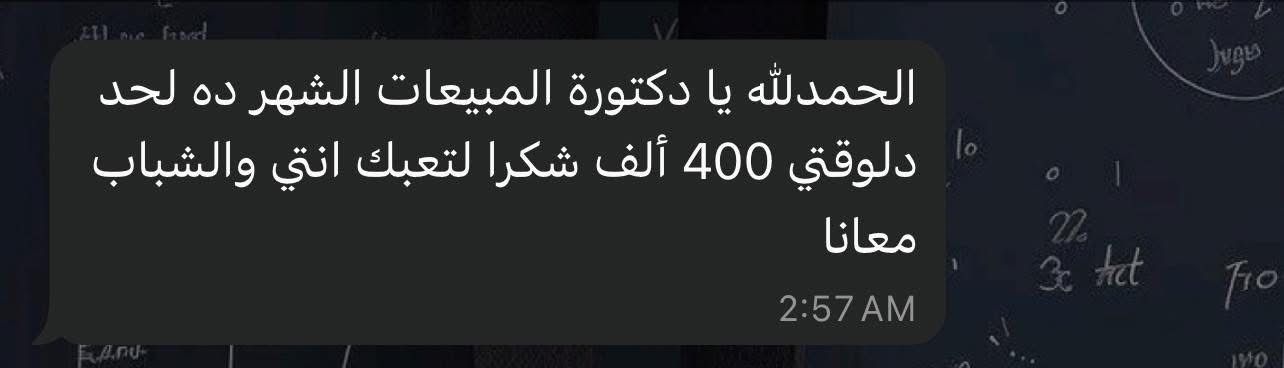 الحمدلله يا دكتورة المبيعات الشهر ده لحد
دلوقتي 400 ألف شكرا لتعبك انتي والشباب
معانا
2:57 AM